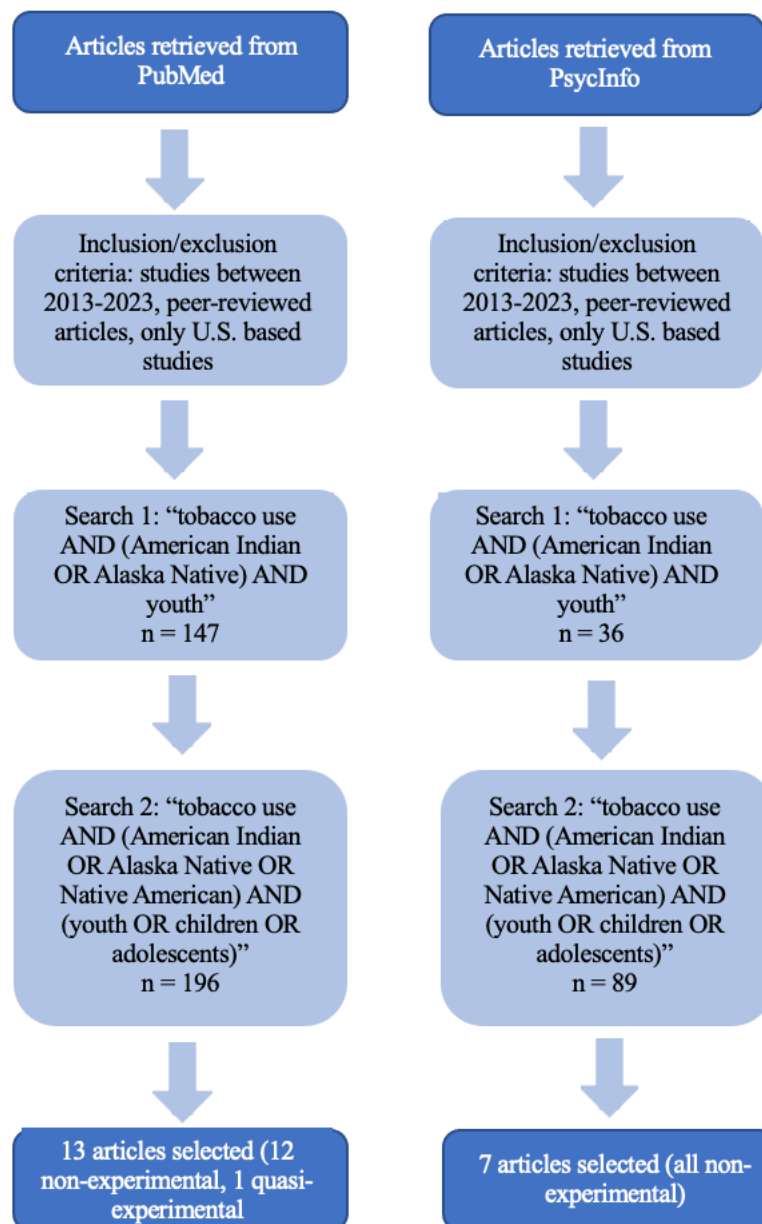 Articles retrieved from
PubMed
Inclusion/exclusion
criteria: studies between
2013-2023, peer-reviewed
articles, only U.S. based
studies
Search 1: “tobacco use
AND (American Indian
OR Alaska Native) AND
youth”
n = 147
Search 2: “tobacco use
AND (American Indian
OR Alaska Native OR
Native American) AND
(youth OR children OR
adolescents)”
n = 196
13 articles selected (12
non-experimental, 1 quasi-
experimental
Articles retrieved from
PsycInfo
Inclusion/exclusion
criteria: studies between
2013-2023, peer-reviewed
articles, only U.S. based
studies
Search 1: “tobacco use
AND (American Indian
OR Alaska Native) AND
youth”
n = 36
Search 2: “tobacco use
AND (American Indian
OR Alaska Native OR
Native American) AND
(youth OR children OR
adolescents)”
n = 89
7 articles selected (all non-
experimental)